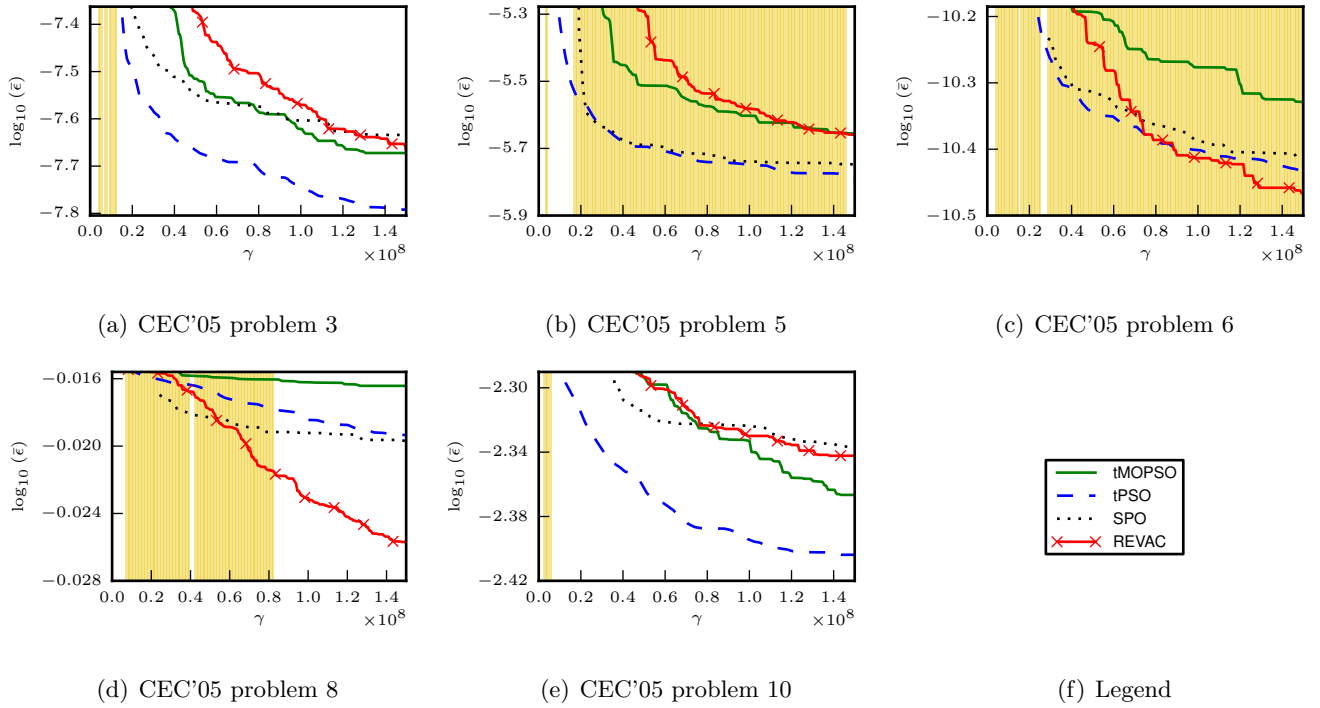 −7.4
−7.5
−7.6
−7.7
−7.8
log10 (ε̄)
0.0 0.2 0.4 0.6 0.8 1.0 1.2 1.4
γ
×10^8
(a) CEC'05 problem 3
−5.3
−5.5
−5.7
−5.9
log10 (ε̄)
0.0 0.2 0.4 0.6 0.8 1.0 1.2 1.4
γ
×10^8
(b) CEC'05 problem 5
−10.2
−10.3
−10.4
−10.5
log10 (ε̄)
0.0 0.2 0.4 0.6 0.8 1.0 1.2 1.4
γ
×10^8
(c) CEC'05 problem 6
−0.016
−0.020
−0.024
−0.028
log10 (ε̄)
0.0 0.2 0.4 0.6 0.8 1.0 1.2 1.4
γ
×10^8
(d) CEC'05 problem 8
−2.30
−2.34
−2.38
−2.42
log10 (ε̄)
0.0 0.2 0.4 0.6 0.8 1.0 1.2 1.4
γ
×10^8
(e) CEC'05 problem 10
tMOPSO
tPSO
SPO
REVAC
(f) Legend